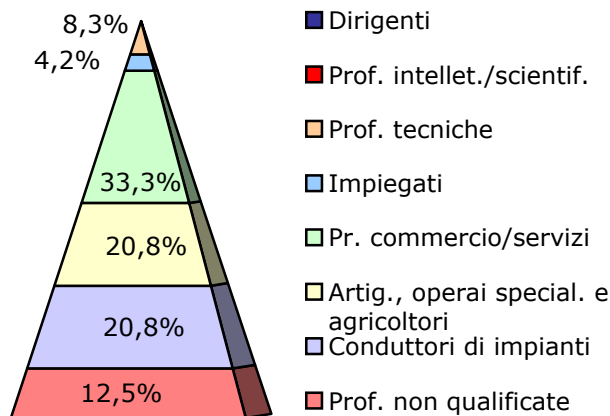 8,3%
4,2%
33,3%
20,8%
20,8%
12,5%
Dirigenti
Prof. intellet./scientif.
Prof. tecniche
Impiegati
Pr. commercio/servizi
Artig., operai special. e
agricoltori
Conduttori di impianti
Prof. non qualificate